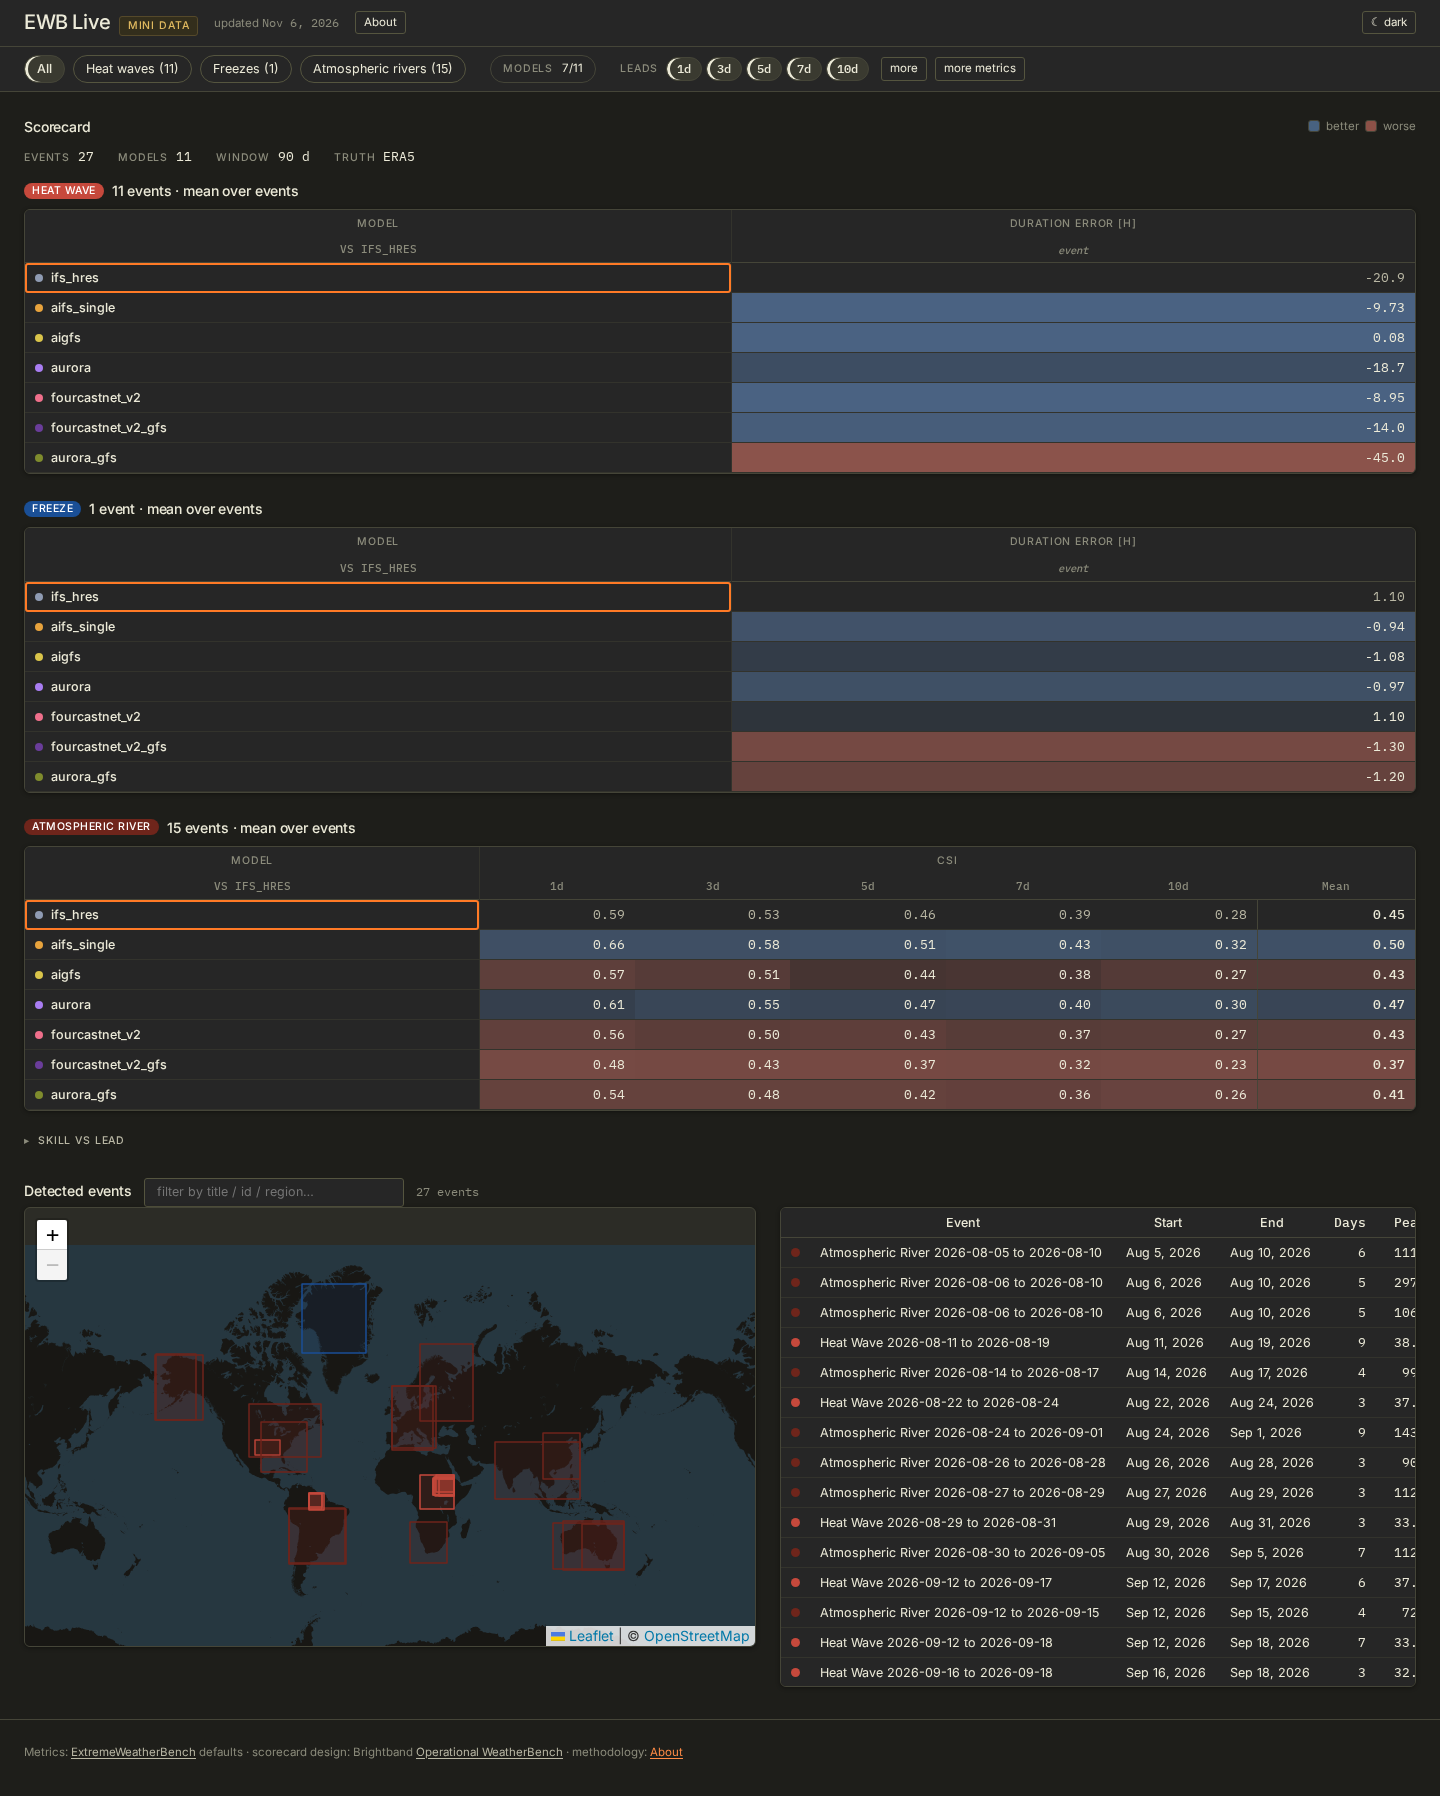 EWB Live MINI DATA updated Nov 6, 2026 About ☾ dark
All Heat waves (11) Freezes (1) Atmospheric rivers (15) MODELS 7/11 LEADS 1d 3d 5d 7d 10d more more metrics
Scorecard better worse
EVENTS 27 MODELS 11 WINDOW 90 d TRUTH ERA5
HEAT WAVE 11 events · mean over events
MODEL DURATION ERROR [H]
VS IFS_HRES event
ifs_hres -20.9
aifs_single -9.73
aigfs 0.08
aurora -18.7
fourcastnet_v2 -8.95
fourcastnet_v2_gfs -14.0
aurora_gfs -45.0
FREEZE 1 event · mean over events
MODEL DURATION ERROR [H]
VS IFS_HRES event
ifs_hres 1.10
aifs_single -0.94
aigfs -1.08
aurora -0.97
fourcastnet_v2 1.10
fourcastnet_v2_gfs -1.30
aurora_gfs -1.20
ATMOSPHERIC RIVER 15 events · mean over events
MODEL CSI
VS IFS_HRES 1d 3d 5d 7d 10d Mean
ifs_hres 0.59 0.53 0.46 0.39 0.28 0.45
aifs_single 0.66 0.58 0.51 0.43 0.32 0.50
aigfs 0.57 0.51 0.44 0.38 0.27 0.43
aurora 0.61 0.55 0.47 0.40 0.30 0.47
fourcastnet_v2 0.56 0.50 0.43 0.37 0.27 0.43
fourcastnet_v2_gfs 0.48 0.43 0.37 0.32 0.23 0.37
aurora_gfs 0.54 0.48 0.42 0.36 0.26 0.41
▸ SKILL VS LEAD
Detected events filter by title / id / region... 27 events
+
−
Leaflet | © OpenStreetMap
Event Start End Days Pea
Atmospheric River 2026-08-05 to 2026-08-10 Aug 5, 2026 Aug 10, 2026 6 111
Atmospheric River 2026-08-06 to 2026-08-10 Aug 6, 2026 Aug 10, 2026 5 297
Atmospheric River 2026-08-06 to 2026-08-10 Aug 6, 2026 Aug 10, 2026 5 106
Heat Wave 2026-08-11 to 2026-08-19 Aug 11, 2026 Aug 19, 2026 9 38.
Atmospheric River 2026-08-14 to 2026-08-17 Aug 14, 2026 Aug 17, 2026 4 99
Heat Wave 2026-08-22 to 2026-08-24 Aug 22, 2026 Aug 24, 2026 3 37.
Atmospheric River 2026-08-24 to 2026-09-01 Aug 24, 2026 Sep 1, 2026 9 143
Atmospheric River 2026-08-26 to 2026-08-28 Aug 26, 2026 Aug 28, 2026 3 90
Atmospheric River 2026-08-27 to 2026-08-29 Aug 27, 2026 Aug 29, 2026 3 112
Heat Wave 2026-08-29 to 2026-08-31 Aug 29, 2026 Aug 31, 2026 3 33.
Atmospheric River 2026-08-30 to 2026-09-05 Aug 30, 2026 Sep 5, 2026 7 112
Heat Wave 2026-09-12 to 2026-09-17 Sep 12, 2026 Sep 17, 2026 6 37.
Atmospheric River 2026-09-12 to 2026-09-15 Sep 12, 2026 Sep 15, 2026 4 72
Heat Wave 2026-09-12 to 2026-09-18 Sep 12, 2026 Sep 18, 2026 7 33.
Heat Wave 2026-09-16 to 2026-09-18 Sep 16, 2026 Sep 18, 2026 3 32.
Metrics: ExtremeWeatherBench defaults · scorecard design: Brightband Operational WeatherBench · methodology: About